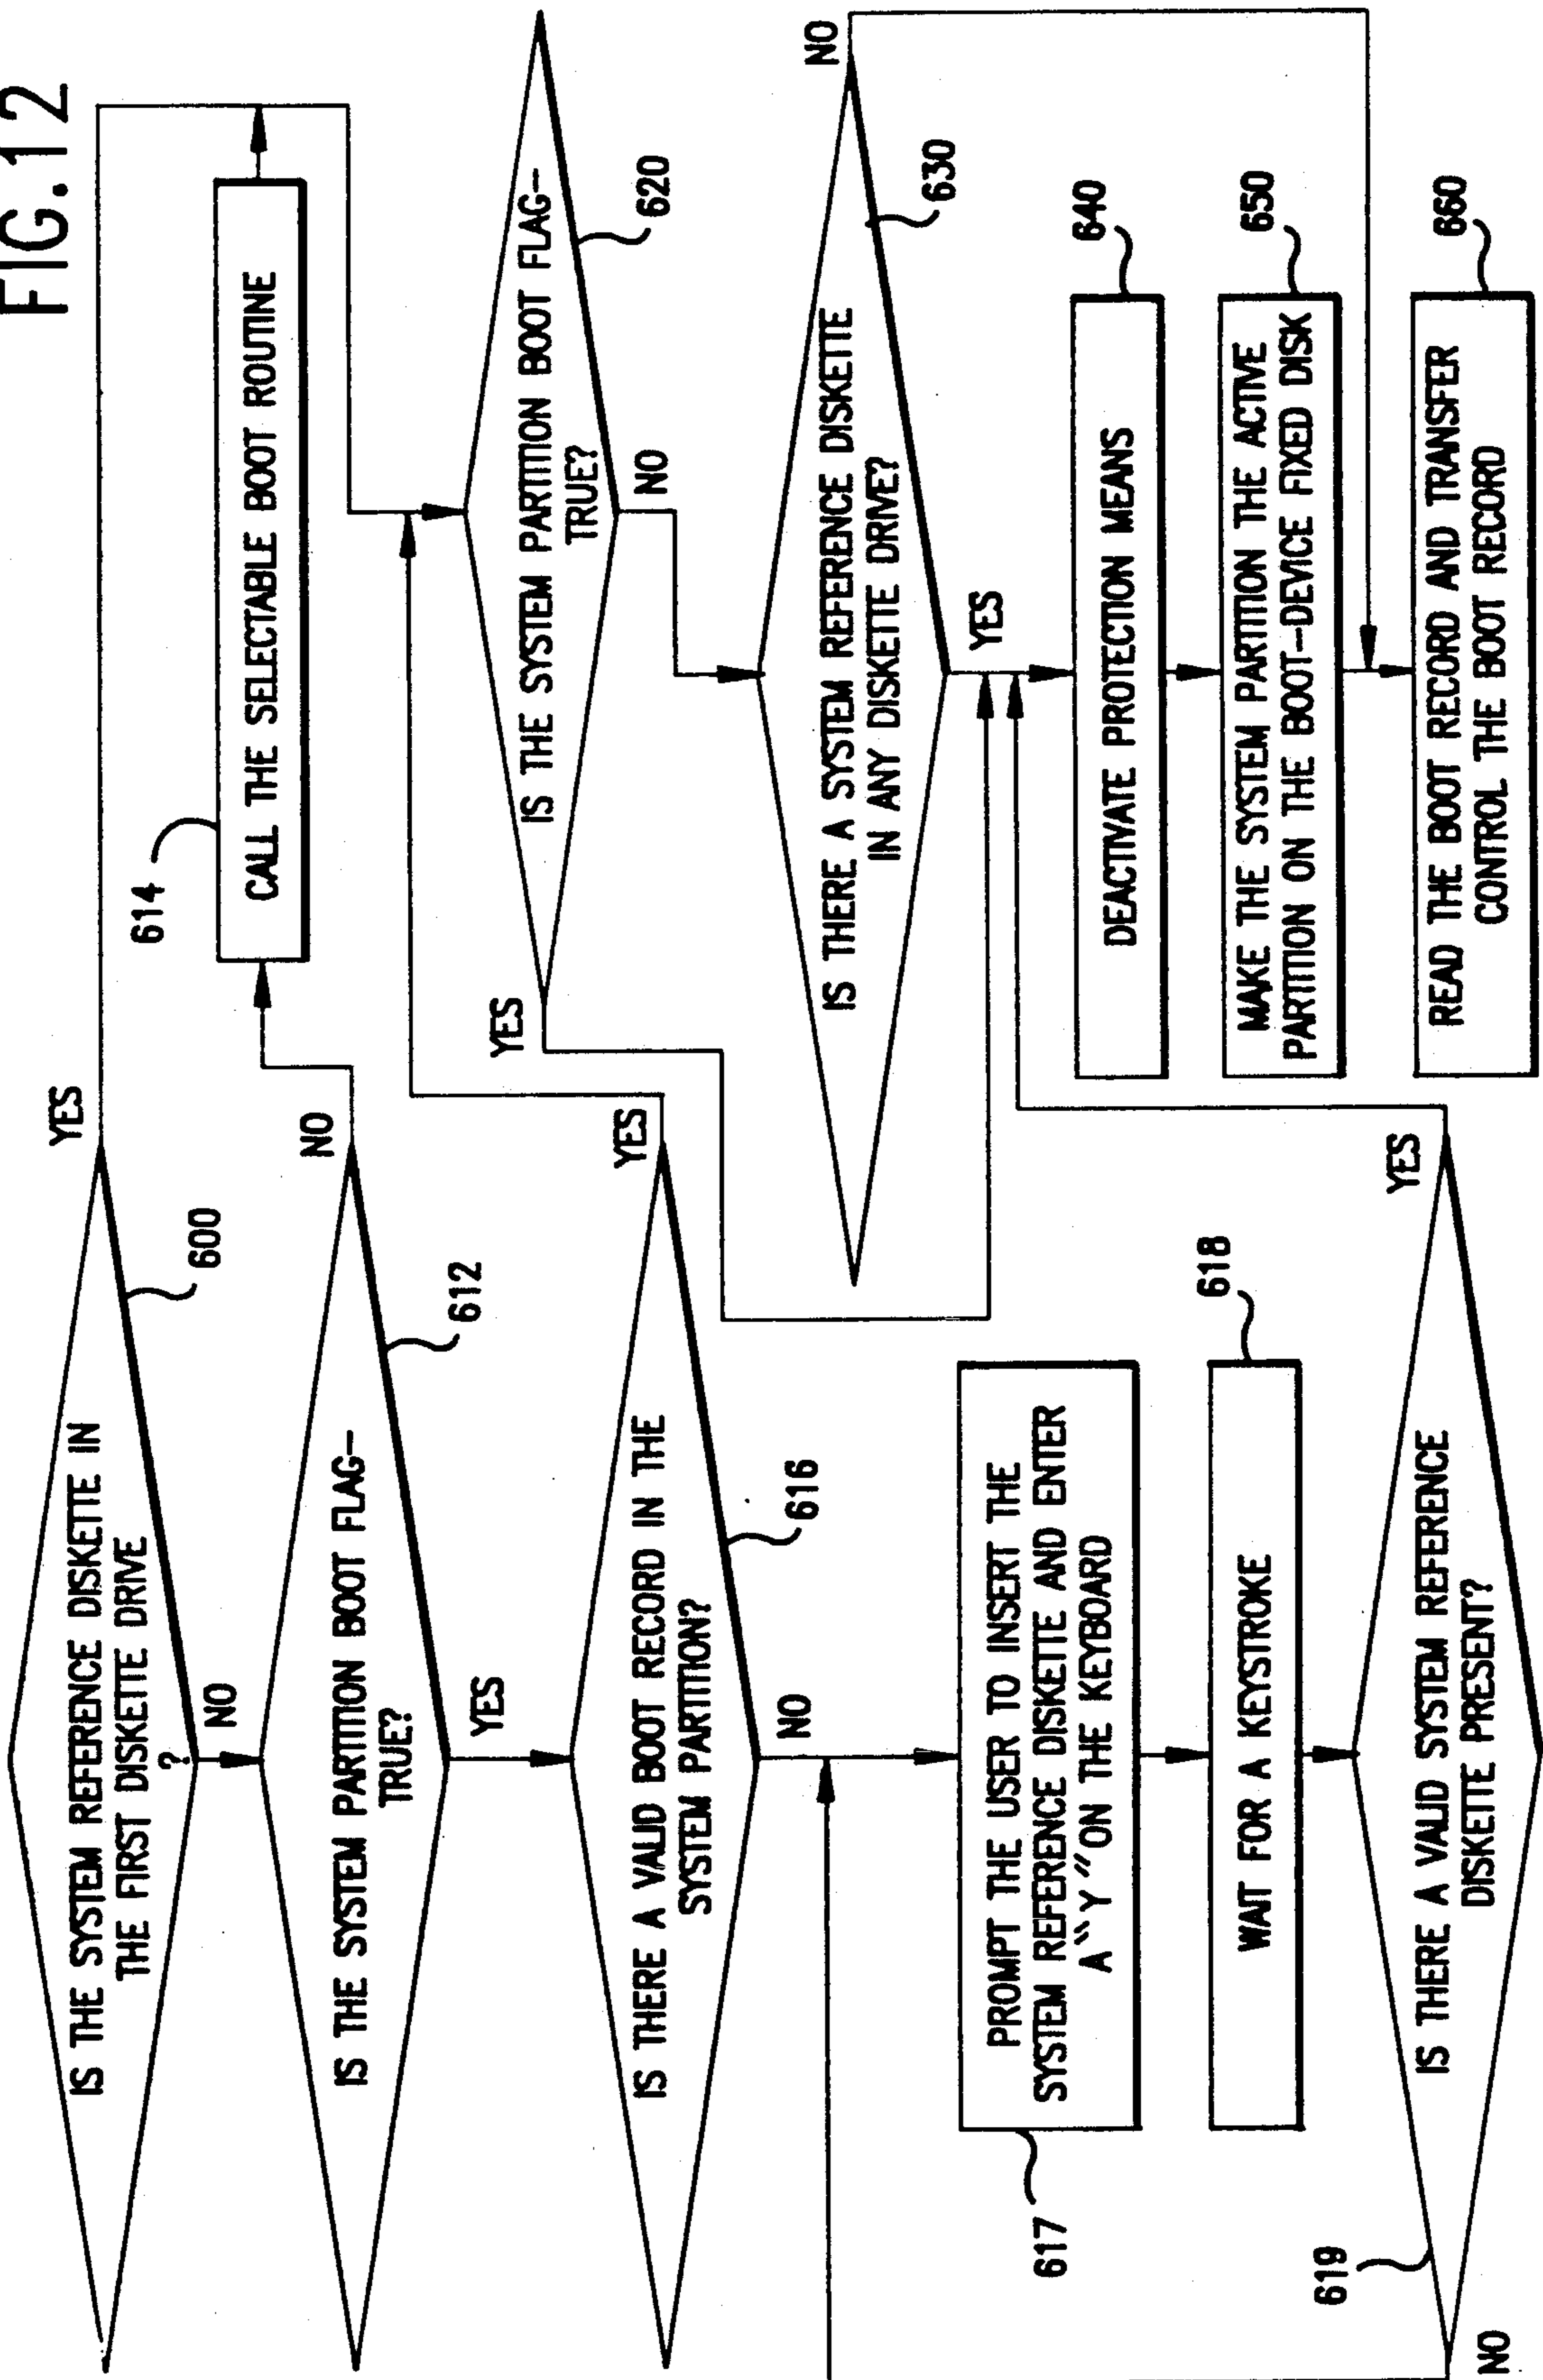 FIG.12
IS THE SYSTEM REFERENCE DISKETTE IN
THE FIRST DISKETTE DRIVE
?
YES
600
NO
IS THE SYSTEM PARTITION BOOT FLAG—
TRUE?
NO
612
YES
614
CALL THE SELECTABLE BOOT ROUTINE
IS THERE A VALID BOOT RECORD IN THE
SYSTEM PARTITION?
YES
616
NO
PROMPT THE USER TO INSERT THE
SYSTEM REFERENCE DISKETTE AND ENTER
A "Y" ON THE KEYBOARD
617
WAIT FOR A KEYSTROKE
618
IS THERE A VALID SYSTEM REFERENCE
DISKETTE PRESENT?
619
NO
YES
IS THE SYSTEM PARTITION BOOT FLAG—
TRUE?
YES
620
NO
IS THERE A SYSTEM REFERENCE DISKETTE
IN ANY DISKETTE DRIVE?
NO
630
YES
DEACTIVATE PROTECTION MEANS
640
MAKE THE SYSTEM PARTITION THE ACTIVE
PARTITION ON THE BOOT-DEVICE FIXED DISK
650
READ THE BOOT RECORD AND TRANSFER
CONTROL THE BOOT RECORD
660